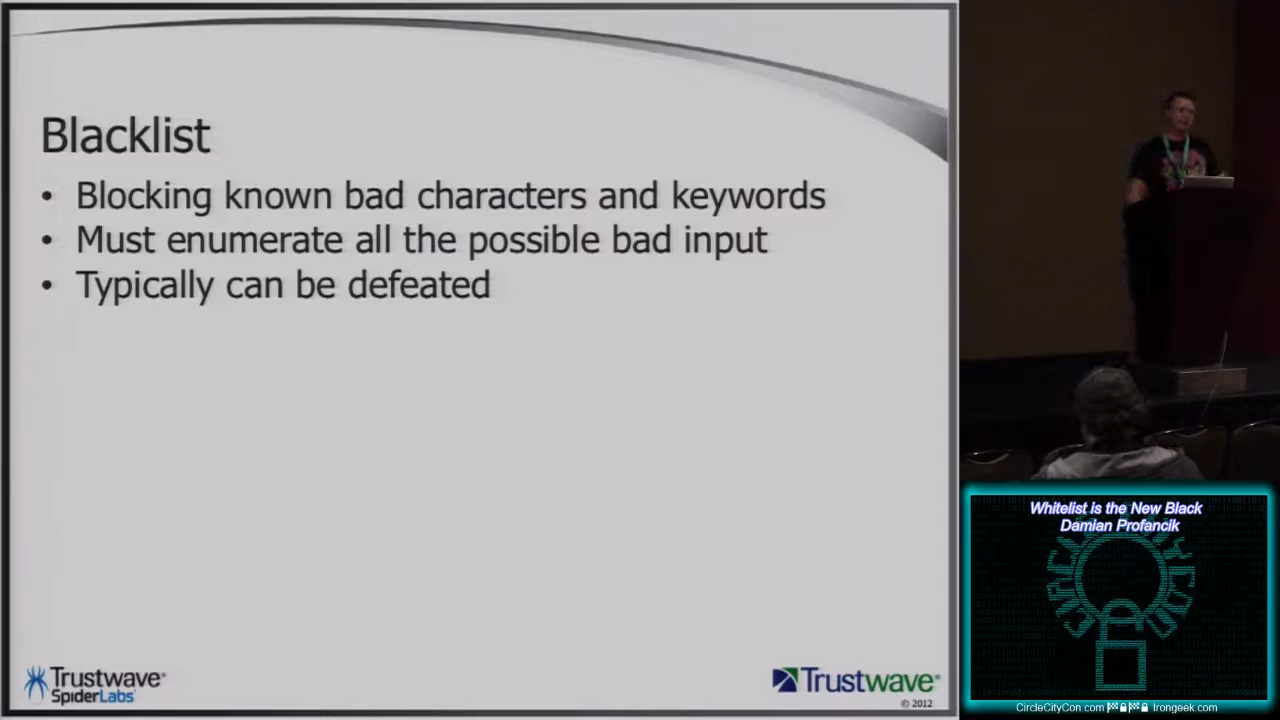 Blacklist
• Blocking known bad characters and keywords
• Must enumerate all the possible bad input
• Typically can be defeated
Trustwave®
SpiderLabs®
Trustwave®
© 2012
Whitelist is the New Black
Damian Profancik
CircleCityCon.com
Irongeek.com